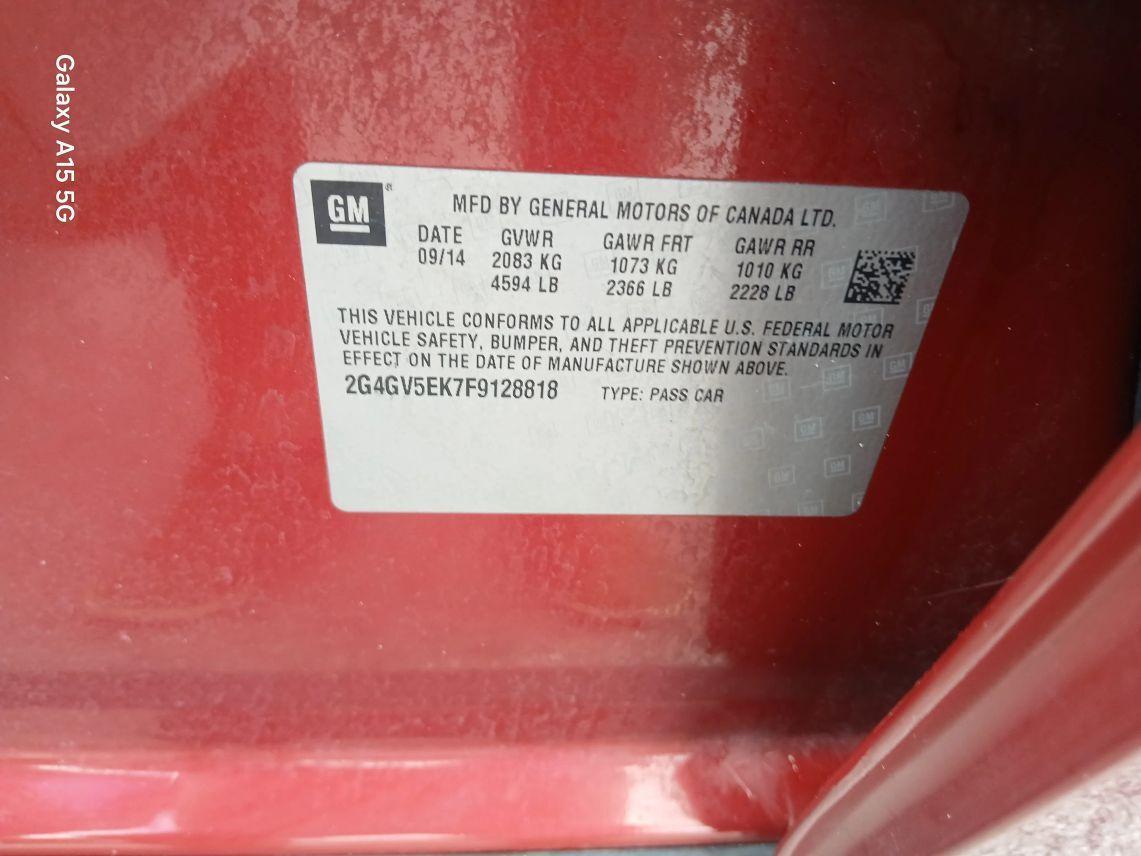 Galaxy A15 5G
GM
MFD BY GENERAL MOTORS OF CANADA LTD.
DATE GVWR GAWR FRT GAWR RR
09/14 2083 KG 1073 KG 1010 KG
4594 LB 2366 LB 2228 LB
THIS VEHICLE CONFORMS TO ALL APPLICABLE U.S. FEDERAL MOTOR
VEHICLE SAFETY, BUMPER, AND THEFT PREVENTION STANDARDS IN
EFFECT ON THE DATE OF MANUFACTURE SHOWN ABOVE.
2G4GV5EK7F9128818 TYPE: PASS CAR